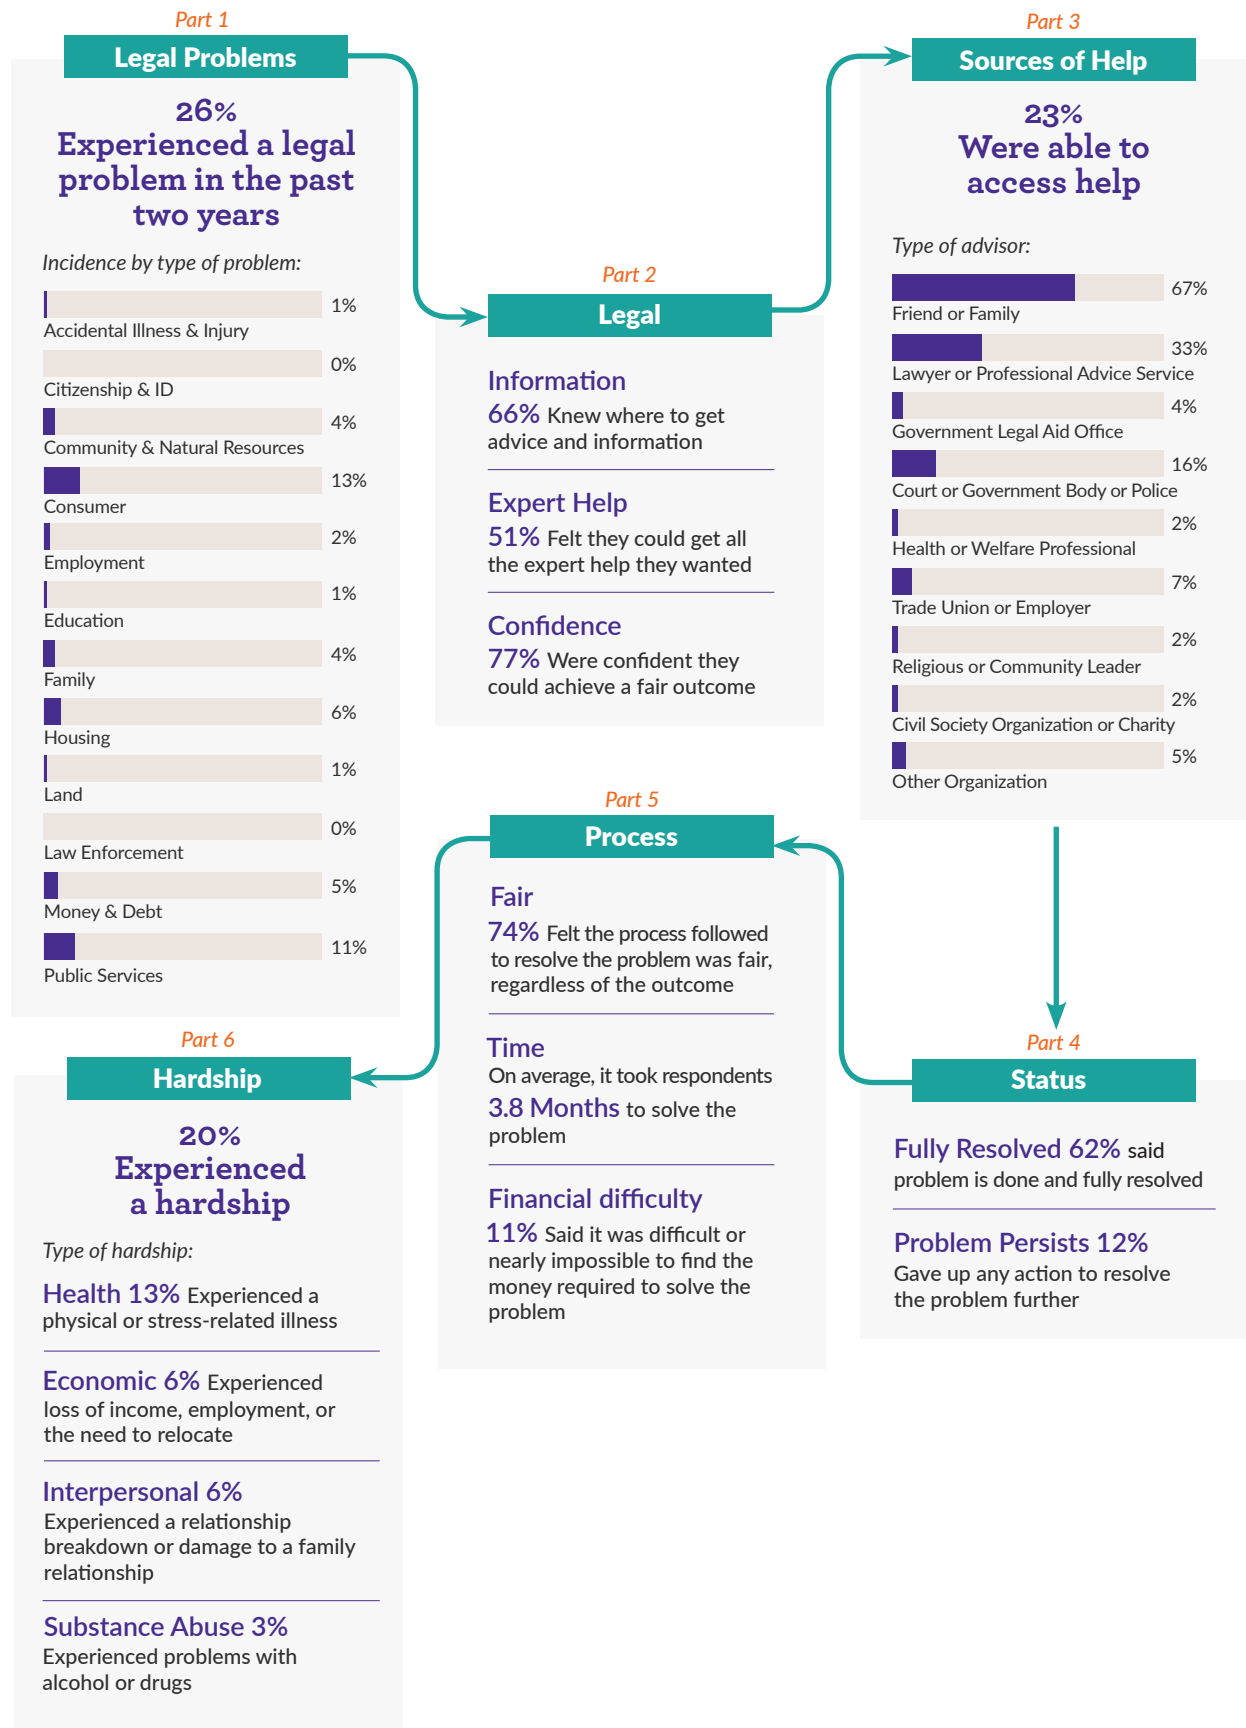 Part 1
Legal Problems
26%
Experienced a legal
problem in the past
two years
Incidence by type of problem:
1%
Accidental Illness & Injury
0%
Citizenship & ID
4%
Community & Natural Resources
13%
Consumer
2%
Employment
1%
Education
4%
Family
6%
Housing
1%
Land
0%
Law Enforcement
5%
Money & Debt
11%
Public Services
Part 2
Legal
Information
66% Knew where to get
advice and information
Expert Help
51% Felt they could get all
the expert help they wanted
Confidence
77% Were confident they
could achieve a fair outcome
Part 3
Sources of Help
23%
Were able to
access help
Type of advisor:
67%
Friend or Family
33%
Lawyer or Professional Advice Service
4%
Government Legal Aid Office
16%
Court or Government Body or Police
2%
Health or Welfare Professional
7%
Trade Union or Employer
2%
Religious or Community Leader
2%
Civil Society Organization or Charity
5%
Other Organization
Part 4
Status
Fully Resolved 62% said
problem is done and fully resolved
Problem Persists 12%
Gave up any action to resolve
the problem further
Part 5
Process
Fair
74% Felt the process followed
to resolve the problem was fair,
regardless of the outcome
Time
On average, it took respondents
3.8 Months to solve the
problem
Financial difficulty
11% Said it was difficult or
nearly impossible to find the
money required to solve the
problem
Part 6
Hardship
20%
Experienced
a hardship
Type of hardship:
Health 13% Experienced a
physical or stress-related illness
Economic 6% Experienced
loss of income, employment, or
the need to relocate
Interpersonal 6%
Experienced a relationship
breakdown or damage to a family
relationship
Substance Abuse 3%
Experienced problems with
alcohol or drugs